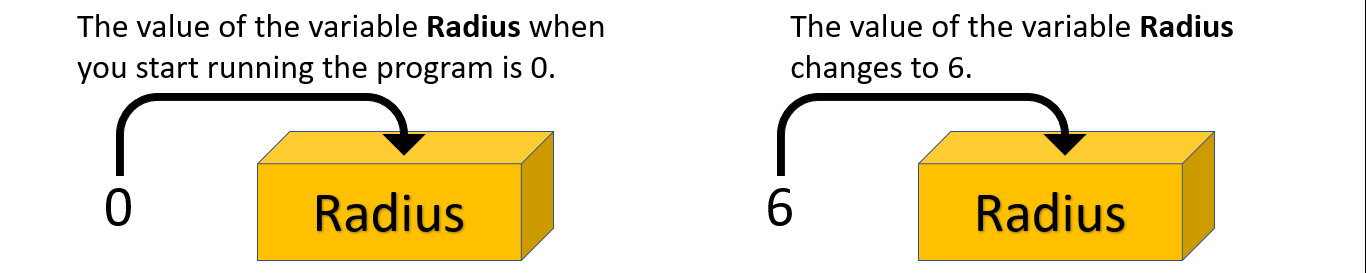 The value of the variable Radius when
you start running the program is 0.
0
Radius
The value of the variable Radius
changes to 6.
6
Radius